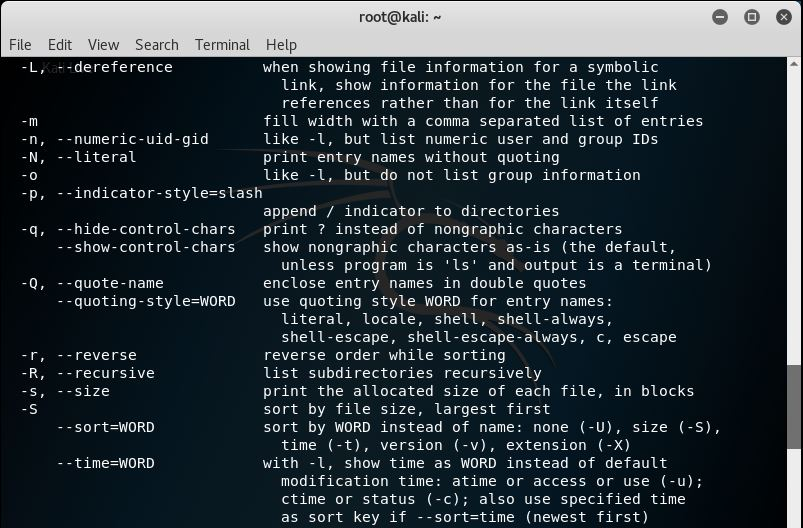 root@kali: ~
File Edit View Search Terminal Help
-L, --dereference when showing file information for a symbolic
link, show information for the file the link
references rather than for the link itself
-m fill width with a comma separated list of entries
-n, --numeric-uid-gid like -l, but list numeric user and group IDs
-N, --literal print entry names without quoting
-o like -l, but do not list group information
-p, --indicator-style=slash
append / indicator to directories
-q, --hide-control-chars print ? instead of nongraphic characters
--show-control-chars show nongraphic characters as-is (the default,
unless program is 'ls' and output is a terminal)
-Q, --quote-name enclose entry names in double quotes
--quoting-style=WORD use quoting style WORD for entry names:
literal, locale, shell, shell-always,
shell-escape, shell-escape-always, c, escape
-r, --reverse reverse order while sorting
-R, --recursive list subdirectories recursively
-s, --size print the allocated size of each file, in blocks
-S sort by file size, largest first
--sort=WORD sort by WORD instead of name: none (-U), size (-S),
time (-t), version (-v), extension (-X)
--time=WORD with -l, show time as WORD instead of default
modification time: atime or access or use (-u);
ctime or status (-c); also use specified time
as sort key if --sort=time (newest first)